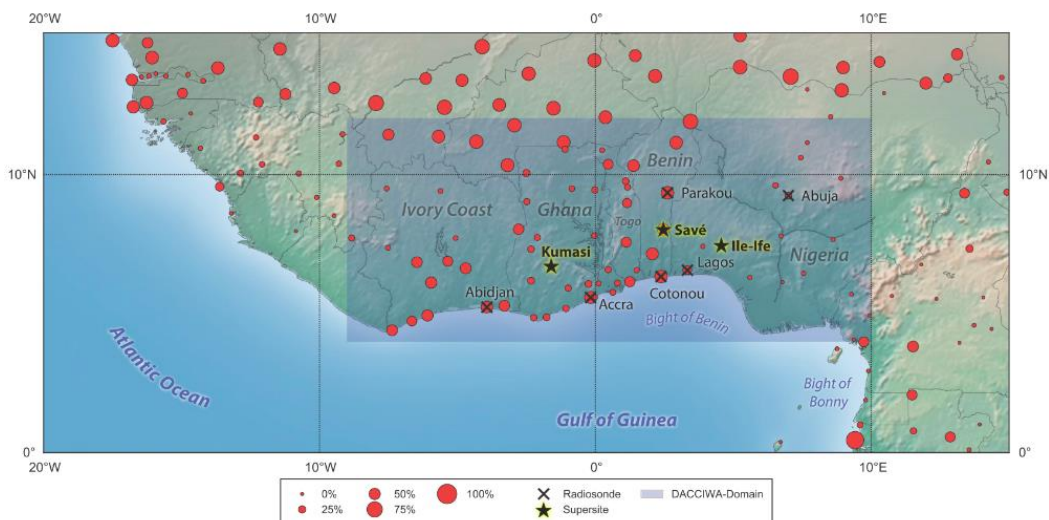 20°W 10°W 0° 10°E
10°N 10°N
Benin
Parakou
Abuja
Ivory Coast
Ghana
Togo
Savé
Ile-Ife
Kumasi
Nigeria
Lagos
Abidjan
Cotonou
Accra
Bight of Benin
Atlantic Ocean
Bight of
Bonny
Gulf of Guinea
0° 0°
20°W 10°W 0° 10°E
0% 50% 100% Radiosonde DACCIWA-Domain
25% 75% Supersite